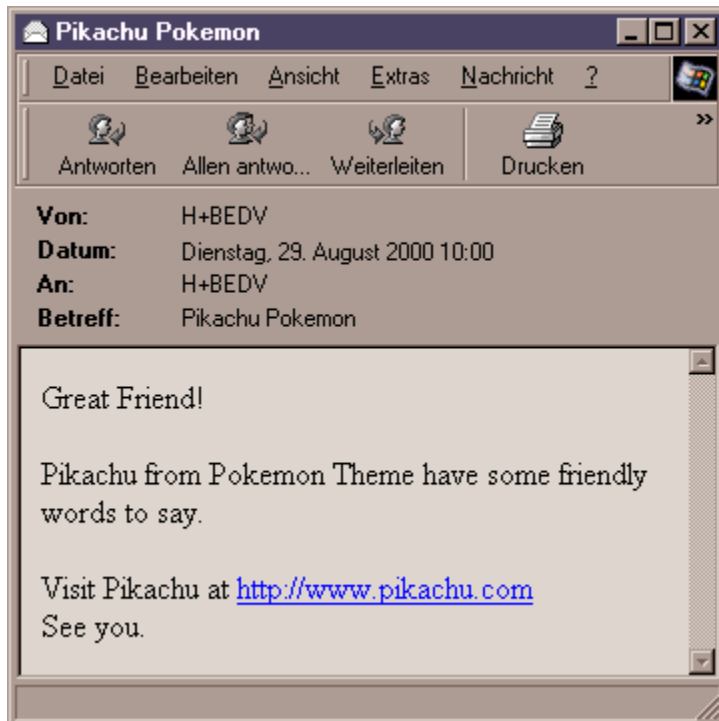 Pikachu Pokemon
Datei Bearbeiten Ansicht Extras Nachricht ?
Antworten Allen antwo... Weiterleiten Drucken »
Von: H+BEDV
Datum: Dienstag, 29. August 2000 10:00
An: H+BEDV
Betreff: Pikachu Pokemon
Great Friend!
Pikachu from Pokemon Theme have some friendly
words to say.
Visit Pikachu at http://www.pikachu.com
See you.